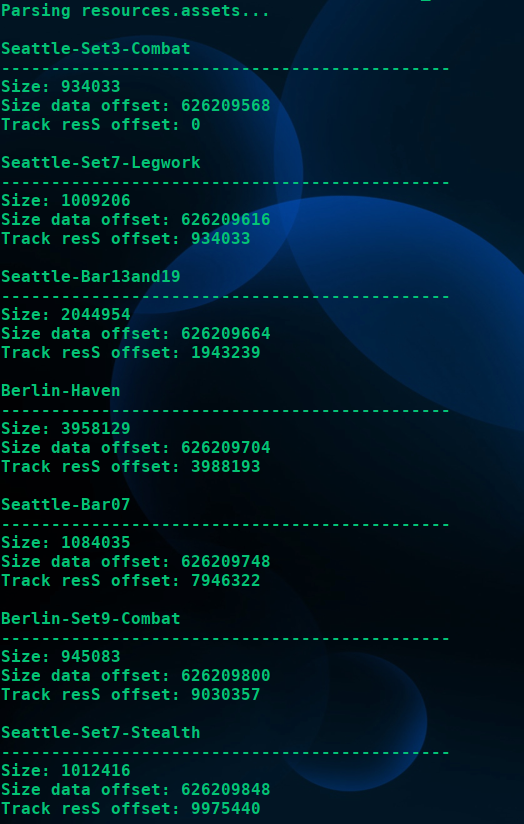 Parsing resources.assets...
Seattle-Set3-Combat
---------------------------------------------
Size: 934033
Size data offset: 626209568
Track resS offset: 0
Seattle-Set7-Legwork
---------------------------------------------
Size: 1009206
Size data offset: 626209616
Track resS offset: 934033
Seattle-Bar13and19
---------------------------------------------
Size: 2044954
Size data offset: 626209664
Track resS offset: 1943239
Berlin-Haven
---------------------------------------------
Size: 3958129
Size data offset: 626209704
Track resS offset: 3988193
Seattle-Bar07
---------------------------------------------
Size: 1084035
Size data offset: 626209748
Track resS offset: 7946322
Berlin-Set9-Combat
---------------------------------------------
Size: 945083
Size data offset: 626209800
Track resS offset: 9030357
Seattle-Set7-Stealth
---------------------------------------------
Size: 1012416
Size data offset: 626209848
Track resS offset: 9975440